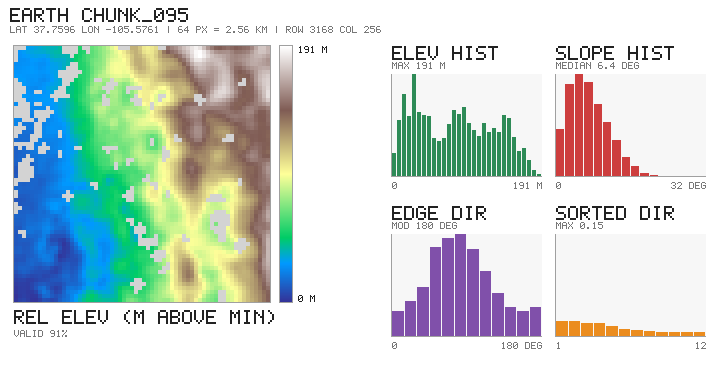 EARTH CHUNK_095
LAT 37.7596 LON -105.5761 | 64 PX = 2.56 KM | ROW 3168 COL 256
191 M
0 M
REL ELEV (M ABOVE MIN)
VALID 91%
ELEV HIST
MAX 191 M
0 191 M
SLOPE HIST
MEDIAN 6.4 DEG
0 32 DEG
EDGE DIR
MOD 180 DEG
0 180 DEG
SORTED DIR
MAX 0.15
1 12